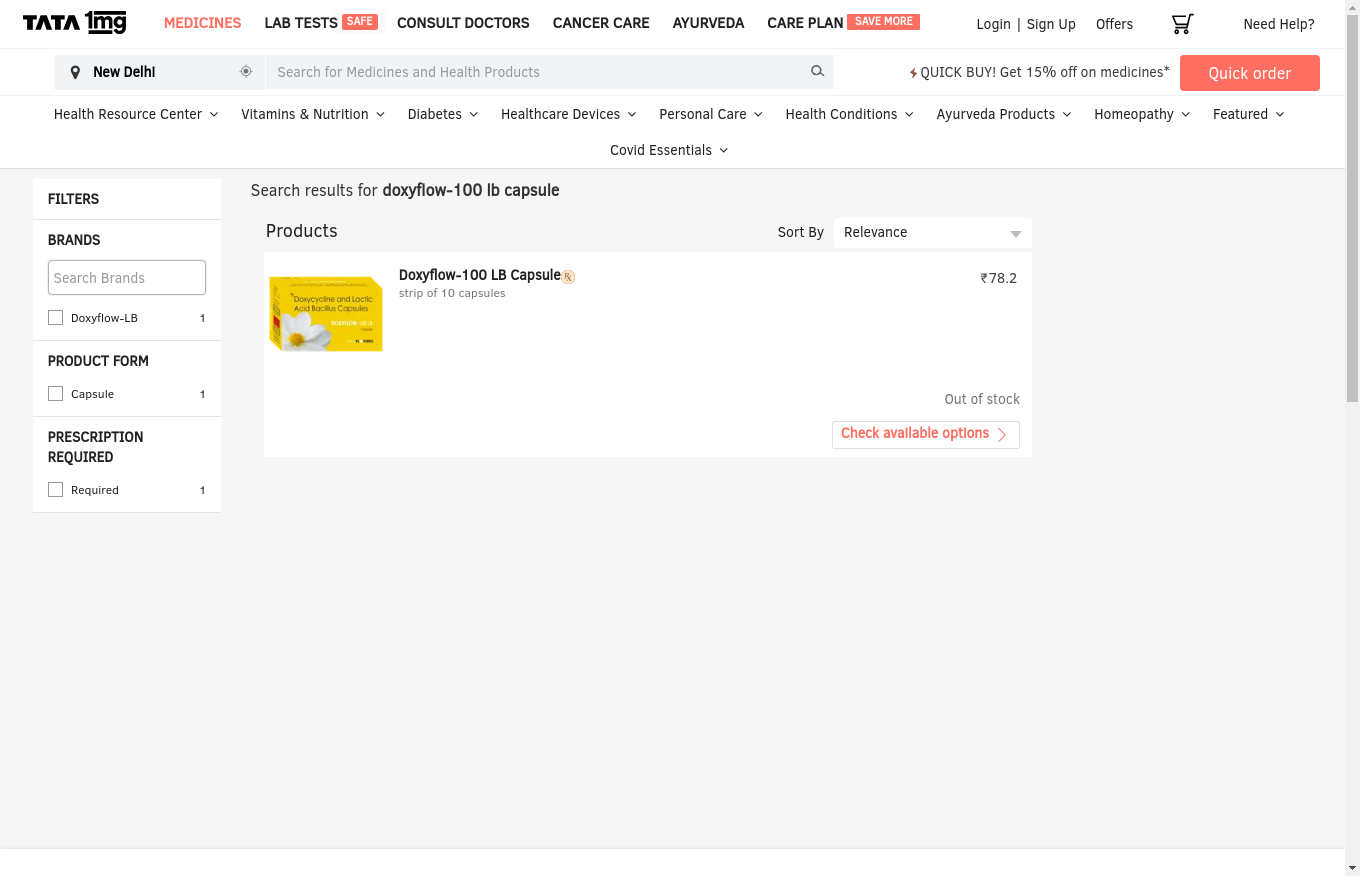 TATA 1mg
MEDICINES
LAB TESTS SAFE
CONSULT DOCTORS
CANCER CARE
AYURVEDA
CARE PLAN SAVE MORE
Login | Sign Up
Offers
Need Help?
New Delhi
Search for Medicines and Health Products
QUICK BUY! Get 15% off on medicines*
Quick order
Health Resource Center
Vitamins & Nutrition
Diabetes
Healthcare Devices
Personal Care
Health Conditions
Ayurveda Products
Homeopathy
Featured
Covid Essentials
FILTERS
BRANDS
Search Brands
Doxyflow-LB 1
PRODUCT FORM
Capsule 1
PRESCRIPTION
REQUIRED
Required 1
Search results for doxyflow-100 lb capsule
Products
Sort By Relevance
Doxycycline and Lactic
Acid Bacillus Capsules
Doxyflow-100 LB Capsule
strip of 10 capsules
₹78.2
Out of stock
Check available options